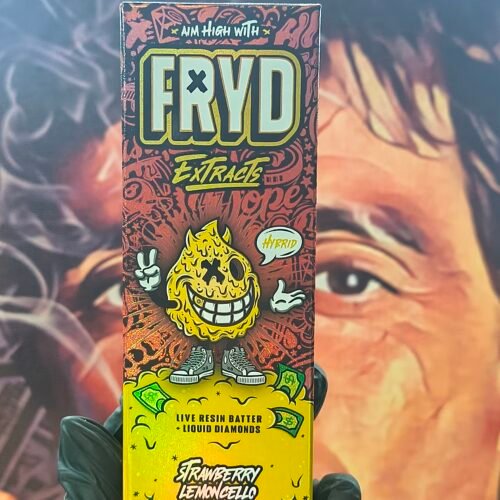 AIM HIGH WITH
FRYD
EXTRACTS
HYBRID
LIVE RESIN BATTER
+ LIQUID DIAMONDS
STRAWBERRY
LEMONCELLO